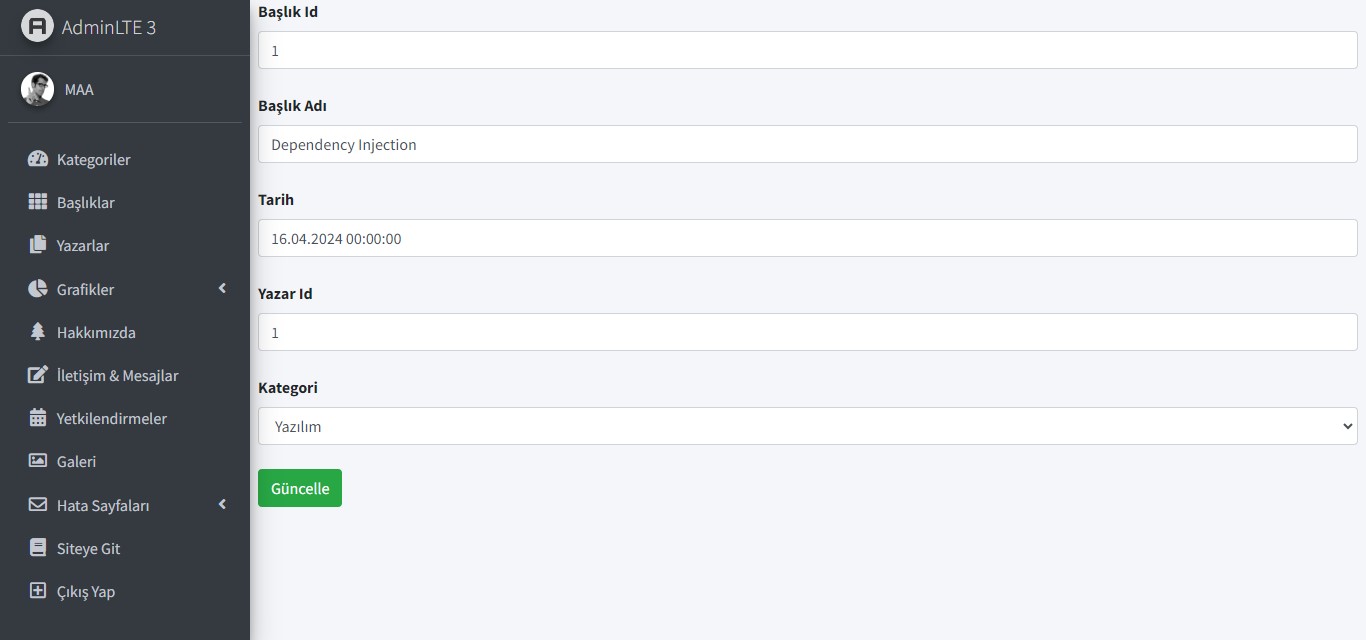 AdminLTE 3
MAA
Kategoriler
Başlıklar
Yazarlar
Grafikler
Hakkımızda
İletişim & Mesajlar
Yetkilendirmeler
Galeri
Hata Sayfaları
Siteye Git
Çıkış Yap
Başlık Id
1
Başlık Adı
Dependency Injection
Tarih
16.04.2024 00:00:00
Yazar Id
1
Kategori
Yazılım
Güncelle